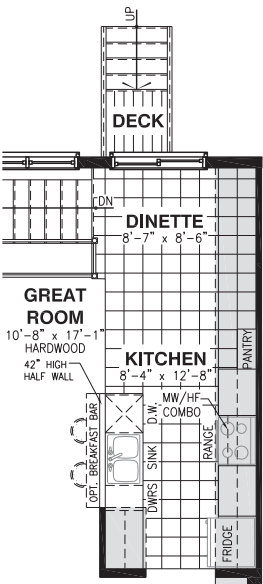 UP
DECK
DN
DINETTE
8'-7" x 8'-6"
GREAT
ROOM
10'-8" x 17'-1"
HARDWOOD
42" HIGH
HALF WALL
KITCHEN
8'-4" x 12'-8"
PANTRY
MW/HF
COMBO
OPT. BREAKFAST BAR
D.W.
SINK
DWRS
RANGE
FRIDGE